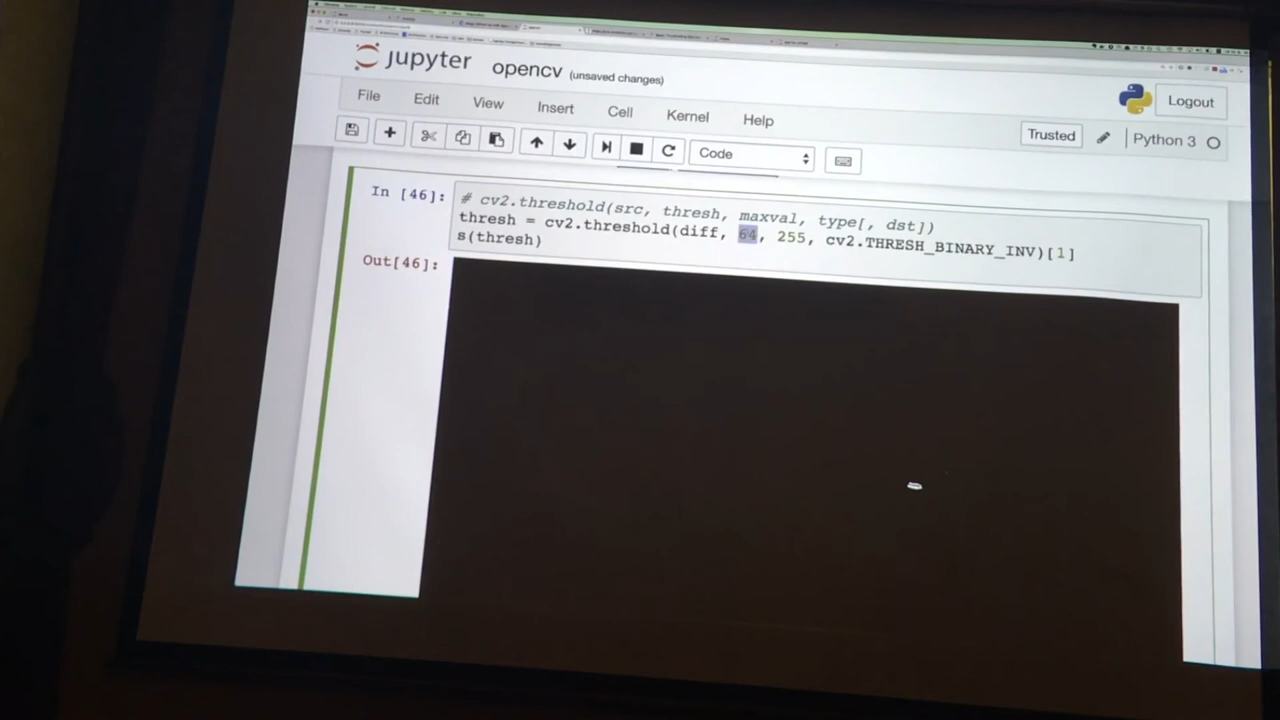 jupyter opencv (unsaved changes)
Logout
File Edit View Insert Cell Kernel Help
Trusted
Python 3
Code
In [46]:
# cv2.threshold(src, thresh, maxval, type[, dst])
thresh = cv2.threshold(diff, 64, 255, cv2.THRESH_BINARY_INV)[1]
s(thresh)
Out[46]: